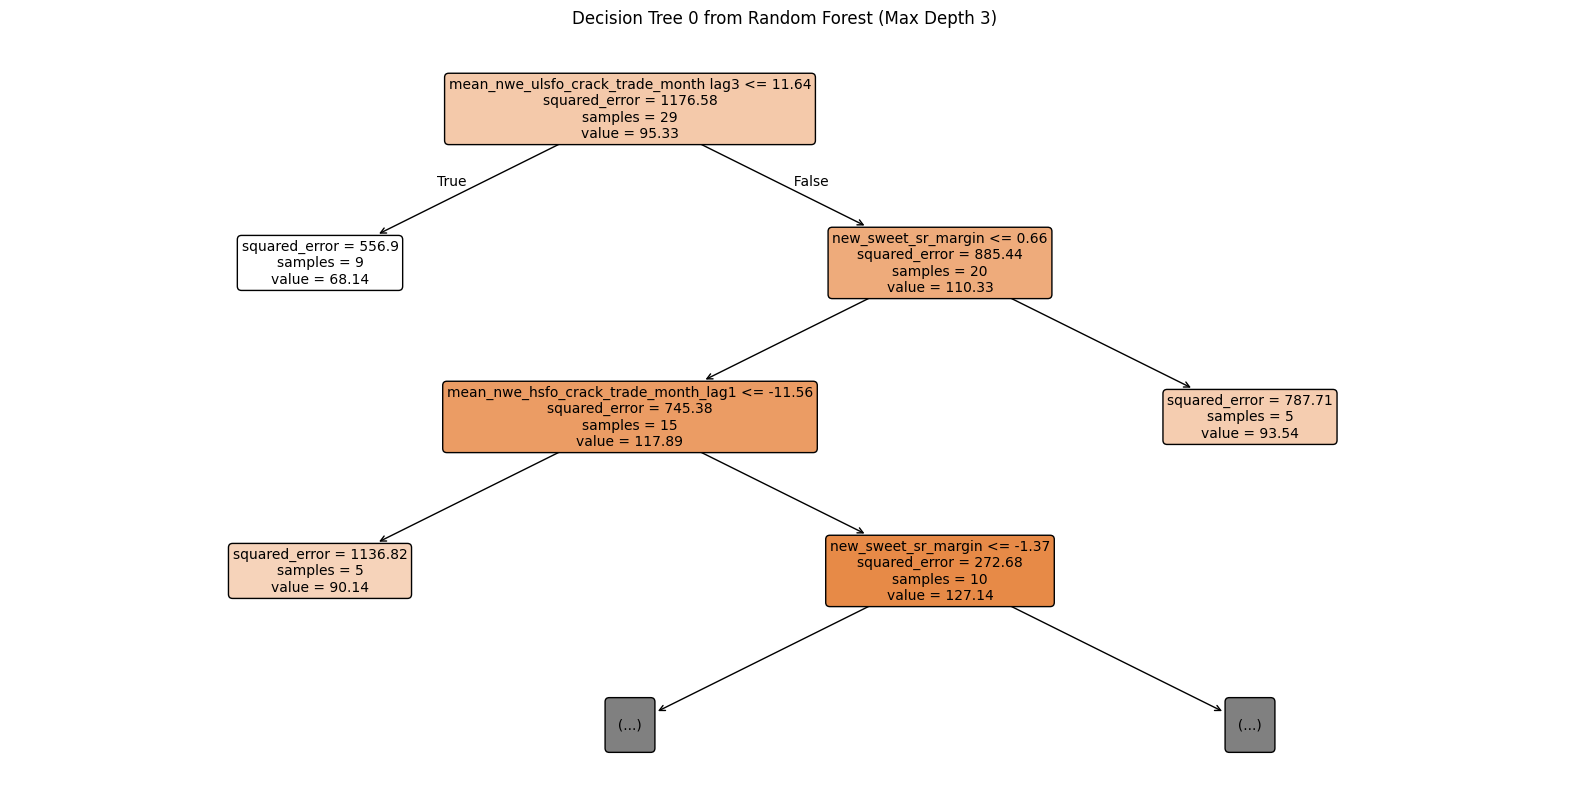 Decision Tree 0 from Random Forest (Max Depth 3)
mean_nwe_ulsfo_crack_trade_month lag3 <= 11.64
squared_error = 1176.58
samples = 29
value = 95.33
True
False
squared_error = 556.9
samples = 9
value = 68.14
new_sweet_sr_margin <= 0.66
squared_error = 885.44
samples = 20
value = 110.33
mean_nwe_hsfo_crack_trade_month_lag1 <= -11.56
squared_error = 745.38
samples = 15
value = 117.89
squared_error = 787.71
samples = 5
value = 93.54
squared_error = 1136.82
samples = 5
value = 90.14
new_sweet_sr_margin <= -1.37
squared_error = 272.68
samples = 10
value = 127.14
(...)
(...)